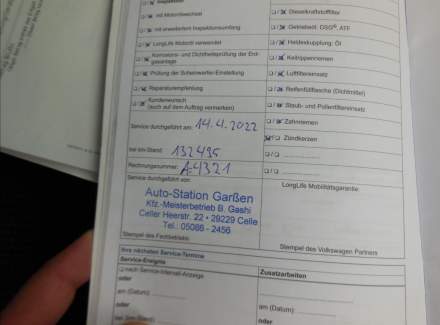 Inspektion
mit Motorölwechsel
mit erweitertem Inspektionsumfang
LongLife Motoröl verwendet
Korrosions- und Dichtheitsprüfung der Erdgasanlage
Prüfung der Scheinwerfer-Einstellung
Reparaturempfehlung
Kundenwunsch
(auch auf dem Auftrag vermerken)
Service durchgeführt am: 14.4.2022
bei km-Stand: 132495
Rechnungsnummer: A-4321
Service durchgeführt von:
Auto-Station Garßen
Kfz.-Meisterbetrieb B. Gashi
Celler Heerstr. 22 • 29229 Celle
Tel.: 05086 - 2456
Stempel des Fachbetriebs
Dieselkraftstofffilter
Getriebeöl: DSG®, ATF
Haldexkupplung: Öl
Keilrippenriemen
Luftfiltereinsatz
Reifenfüllflasche (Dichtmittel)
Staub- und Pollenfiltereinsatz
Zahnriemen
Zündkerzen
LongLife Mobilitätsgarantie
Stempel des Volkswagen Partners
Ihre nächsten Service-Termine
Service-Ereignis
nach Service-Intervall-Anzeige
oder
am (Datum):
oder
Zusatzarbeiten
am (Datum):
oder